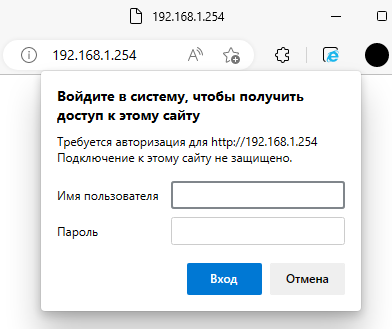 192.168.1.254
192.168.1.254
Войдите в систему, чтобы получить
доступ к этому сайту
Требуется авторизация для http://192.168.1.254
Подключение к этому сайту не защищено.
Имя пользователя
Пароль
Вход
Отмена